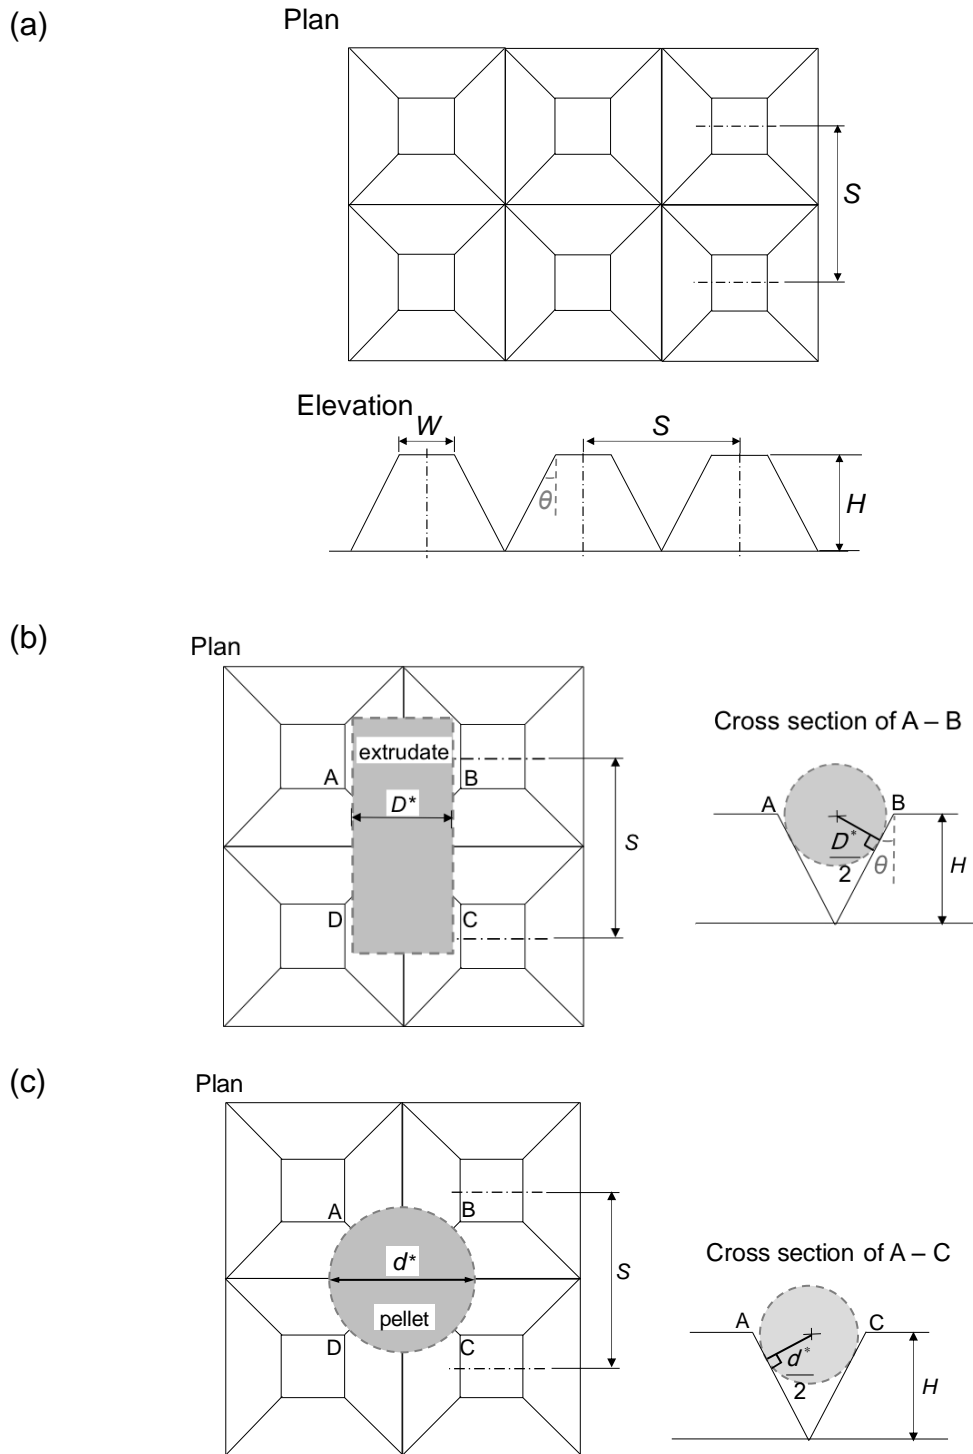 (a)
Plan
S
Elevation
W
S
θ
H
(b)
Plan
Cross section of A – B
extrudate
A
B
D*
S
A
B
D*
2
θ
H
D
C
(c)
Plan
A
B
S
Cross section of A – C
d*
pellet
A
C
d*
2
H
D
C